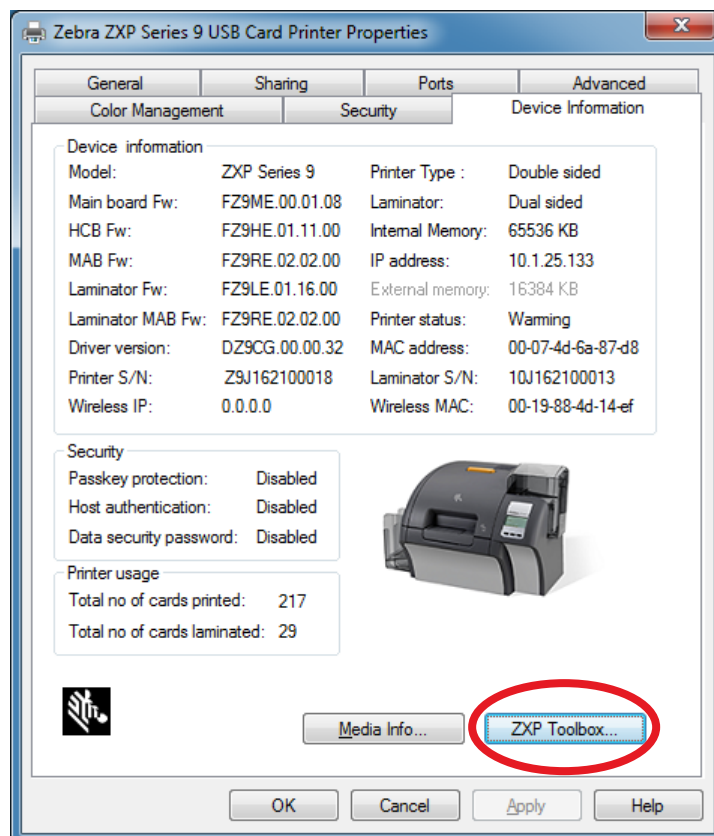 Zebra ZXP Series 9 USB Card Printer Properties
General Sharing Ports Advanced
Color Management Security Device Information
Device information
Model: ZXP Series 9 Printer Type : Double sided
Main board Fw: FZ9ME.00.01.08 Laminator: Dual sided
HCB Fw: FZ9HE.01.11.00 Internal Memory: 65536 KB
MAB Fw: FZ9RE.02.02.00 IP address: 10.1.25.133
Laminator Fw: FZ9LE.01.16.00 External memory: 16384 KB
Laminator MAB Fw: FZ9RE.02.02.00 Printer status: Warming
Driver version: DZ9CG.00.00.32 MAC address: 00-07-4d-6a-87-d8
Printer S/N: Z9J162100018 Laminator S/N: 10J162100013
Wireless IP: 0.0.0.0 Wireless MAC: 00-19-88-4d-14-ef
Security
Passkey protection: Disabled
Host authentication: Disabled
Data security passward: Disabled
Printer usage
Total no of cards printed: 217
Total no of cards laminated: 29
Media Info... ZXP Toolbox...
OK Cancel Apply Help